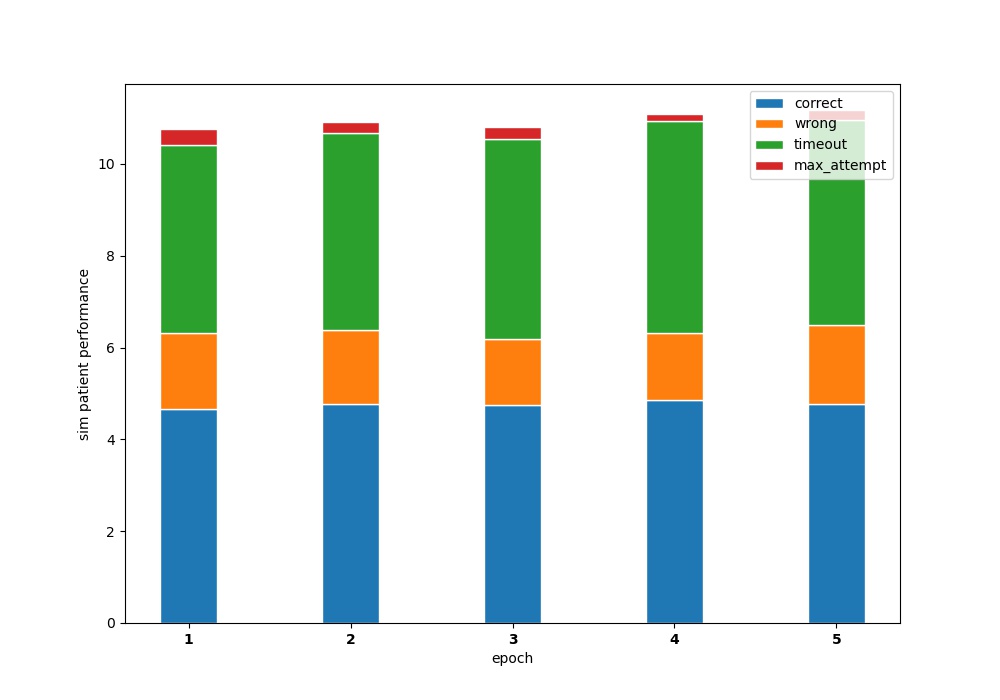 correct
wrong
timeout
max_attempt
10
8
6
4
2
0
sim patient performance
1 2 3 4 5
epoch